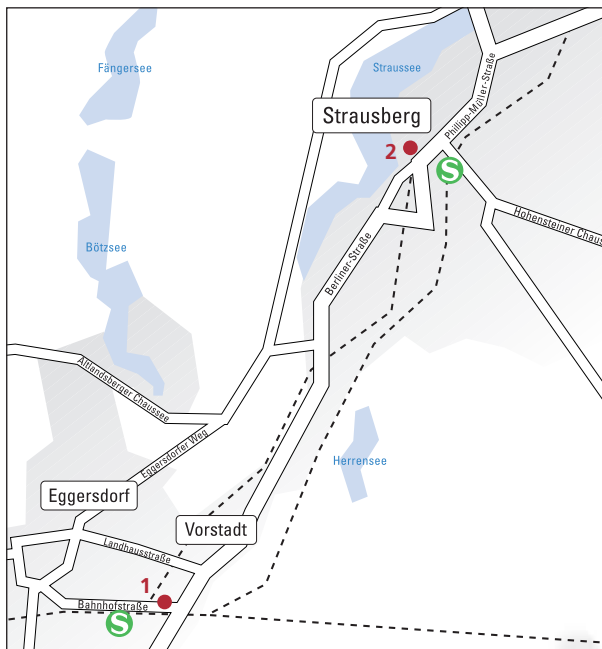 Fängersee
Straussee
Strausberg
Phillipp-Müller-Straße
2
S
Hohensteiner Chaus
Bötzsee
Berliner-Straße
Altlandsberger Chaussee
Eggersdorfer Weg
Herrensee
Eggersdorf
Vorstadt
Landhausstraße
1
Bahnhofstraße
S